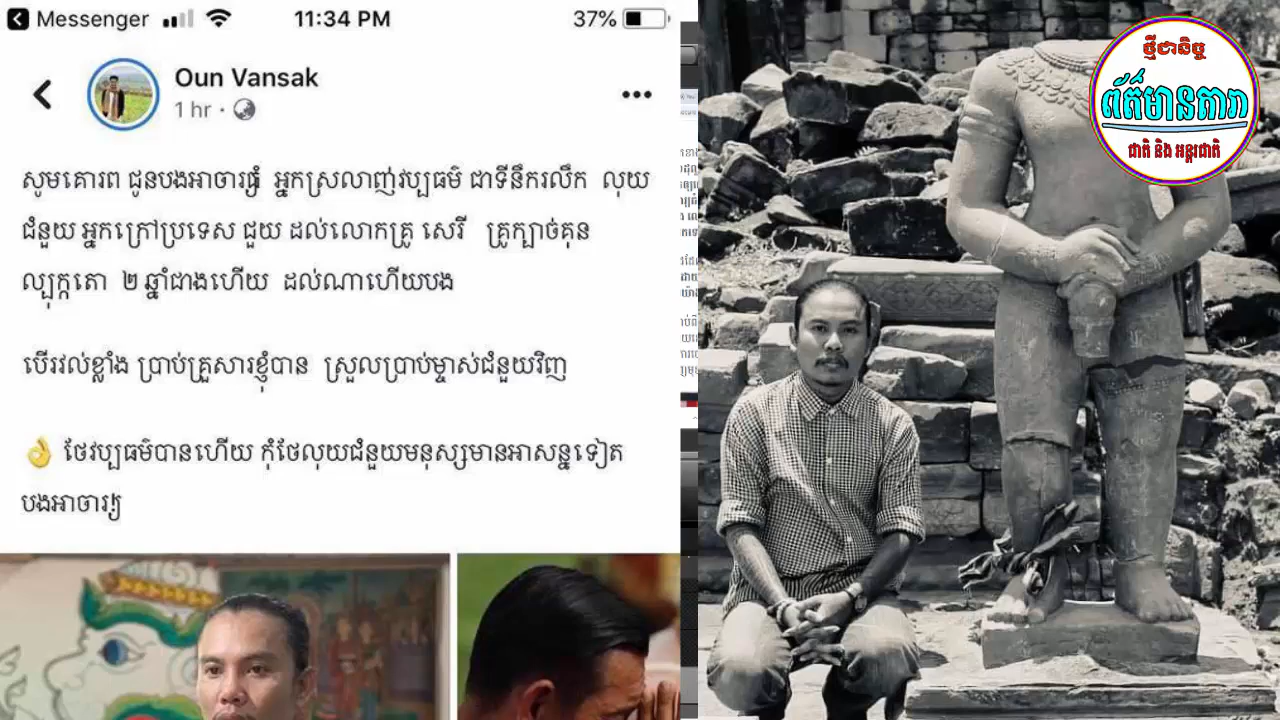 Messenger
11:34 PM
37%
Oun Vansak
1 hr ·
សូមគោរព ជូនបងអាចារ្យធំ អ្នកស្រលាញ់វប្បធម៌ ជាទីនឹករលឹក លុយ
ជំនួយ អ្នកក្រៅប្រទេស ជួយ ដល់លោកគ្រូ សេរី គ្រូក្បាច់គុន
ល្បុក្កតោ ២ ឆ្នាំជាងហើយ ដល់ណាហើយបង
បើរវល់ខ្លាំង ប្រាប់គ្រួសារខ្ញុំបាន ស្រួលប្រាប់ម្ចាស់ជំនួយវិញ
👌 ថែវប្បធម៌បានហើយ កុំថែលុយជំនួយមនុស្សមានអាសន្នទៀត
បងអាចារ្យ
ថ្មីជានិច្ច
ព័ត៌មានតារា
ជាតិ និង អន្តរជាតិ